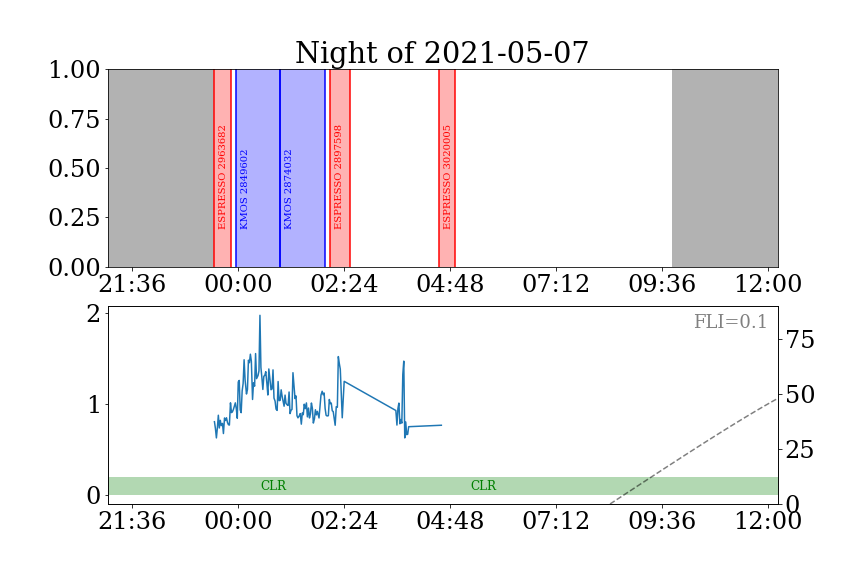 Night of 2021-05-07
1.00
0.75
0.50
0.25
0.00
ESPRESSO 2963682
KMOS 2849602
KMOS 2874032
ESPRESSO 2897598
ESPRESSO 3020005
21:36 00:00 02:24 04:48 07:12 09:36 12:00
2
1
0
FLI=0.1
75
50
25
0
CLR CLR
21:36 00:00 02:24 04:48 07:12 09:36 12:00